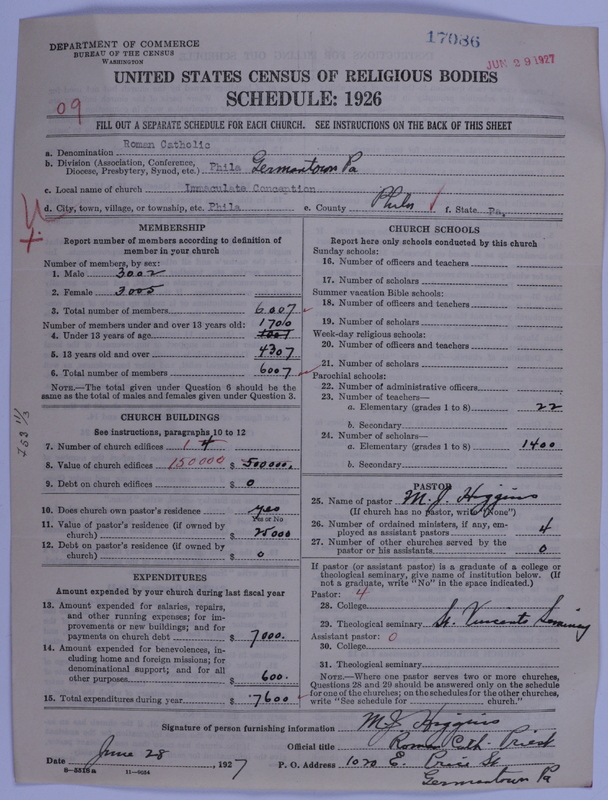 DEPARTMENT OF COMMERCE
BUREAU OF THE CENSUS
WASHINGTON
17086
JUN 29 1927
UNITED STATES CENSUS OF RELIGIOUS BODIES
SCHEDULE: 1926
09
FILL OUT A SEPARATE SCHEDULE FOR EACH CHURCH. SEE INSTRUCTIONS ON THE BACK OF THIS SHEET
a. Denomination Roman Catholic
b. Division (Association, Conference, Diocese, Presbytery, Synod, etc.) Phila Germantown Pa
c. Local name of church Immaculate Conception
d. City, town, village, or township, etc. Phila e. County Phila f. State Pa.
MEMBERSHIP
Report number of members according to definition of
member in your church
Number of members, by sex:
1. Male 3002
2. Female 3005
3. Total number of members 6007
Number of members under and over 13 years old: 1700
4. Under 13 years of age
5. 13 years old and over 4307
6. Total number of members 6007
NOTE.—The total given under Question 6 should be the
same as the total of males and females given under Question 3.
CHURCH BUILDINGS
See instructions, paragraphs 10 to 12
7. Number of church edifices 1 4
8. Value of church edifices 150000 $ 500000.
9. Debt on church edifices $ 0
10. Does church own pastor's residence yes
Yes or No
11. Value of pastor's residence (if owned by
church) $ 25000
12. Debt on pastor's residence (if owned by
church) $ 0
EXPENDITURES
Amount expended by your church during last fiscal year
13. Amount expended for salaries, repairs,
and other running expenses; for im-
provements or new buildings; and for
payments on church debt $ 7000.
14. Amount expended for benevolences, in-
cluding home and foreign missions; for
denominational support; and for all
other purposes $ 600.
15. Total expenditures during year $ 7600
CHURCH SCHOOLS
Report here only schools conducted by this church
Sunday schools:
16. Number of officers and teachers
17. Number of scholars
Summer vacation Bible schools:
18. Number of officers and teachers
19. Number of scholars
Week-day religious schools:
20. Number of officers and teachers
21. Number of scholars
Parochial schools:
22. Number of administrative officers
23. Number of teachers—
a. Elementary (grades 1 to 8) 22
b. Secondary
24. Number of scholars—
a. Elementary (grades 1 to 8) 1400
b. Secondary
PASTOR
25. Name of pastor M. J. Higgins
(If church has no pastor, write "None")
26. Number of ordained ministers, if any, em-
ployed as assistant pastors 4
27. Number of other churches served by the
pastor or his assistants 0
If pastor (or assistant pastor) is a graduate of a college or
theological seminary, give name of institution below. (If
not a graduate, write "No" in the space indicated.)
Pastor: 4
28. College
29. Theological seminary St. Vincents Seminary
Assistant pastor: 0
30. College
31. Theological seminary
NOTE.—Where one pastor serves two or more churches,
Questions 28 and 29 should be answered only on the schedule
for one of the churches; on the schedules for the other churches,
write "See schedule for church."
Signature of person furnishing information M. J. Higgins
Official title Roman Cath. Priest
Date June 28, 1927 P. O. Address 1020 E. Price St
Germantown Pa
8-5518a 11-9034